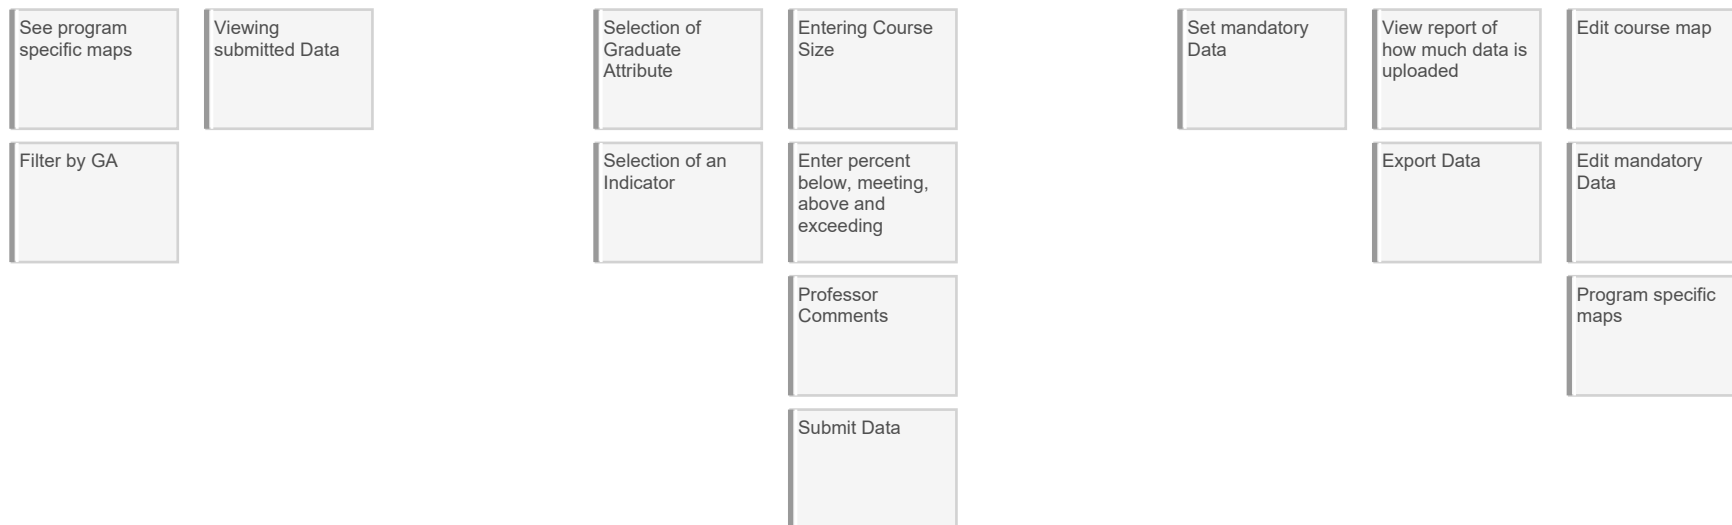 See program
specific maps
Viewing
submitted Data
Selection of
Graduate
Attribute
Entering Course
Size
Set mandatory
Data
View report of
how much data is
uploaded
Edit course map
Filter by GA
Selection of an
Indicator
Enter percent
below, meeting,
above and
exceeding
Export Data
Edit mandatory
Data
Professor
Comments
Program specific
maps
Submit Data